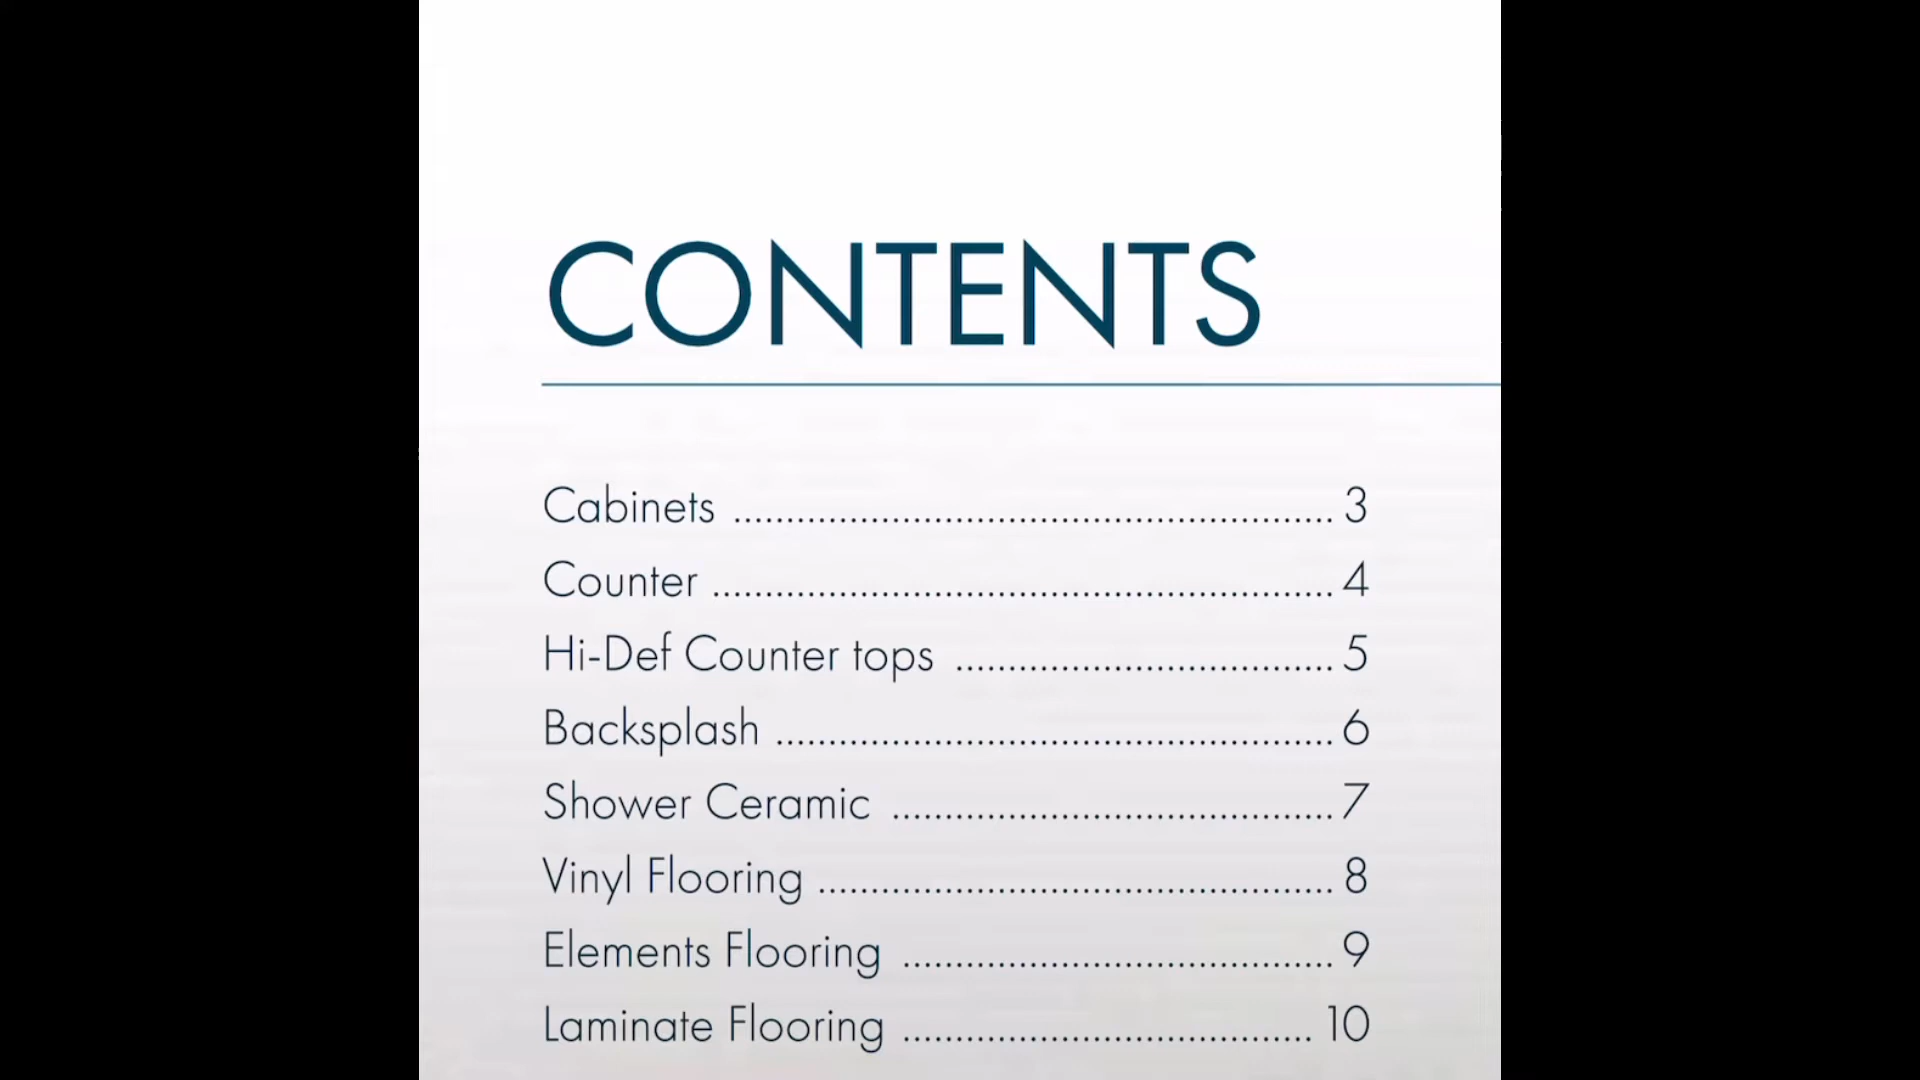 CONTENTS
Cabinets ......................................................... 3
Counter ........................................................... 4
Hi-Def Counter tops .................................... 5
Backsplash ..................................................... 6
Shower Ceramic .......................................... 7
Vinyl Flooring ................................................. 8
Elements Flooring ......................................... 9
Laminate Flooring ....................................... 10